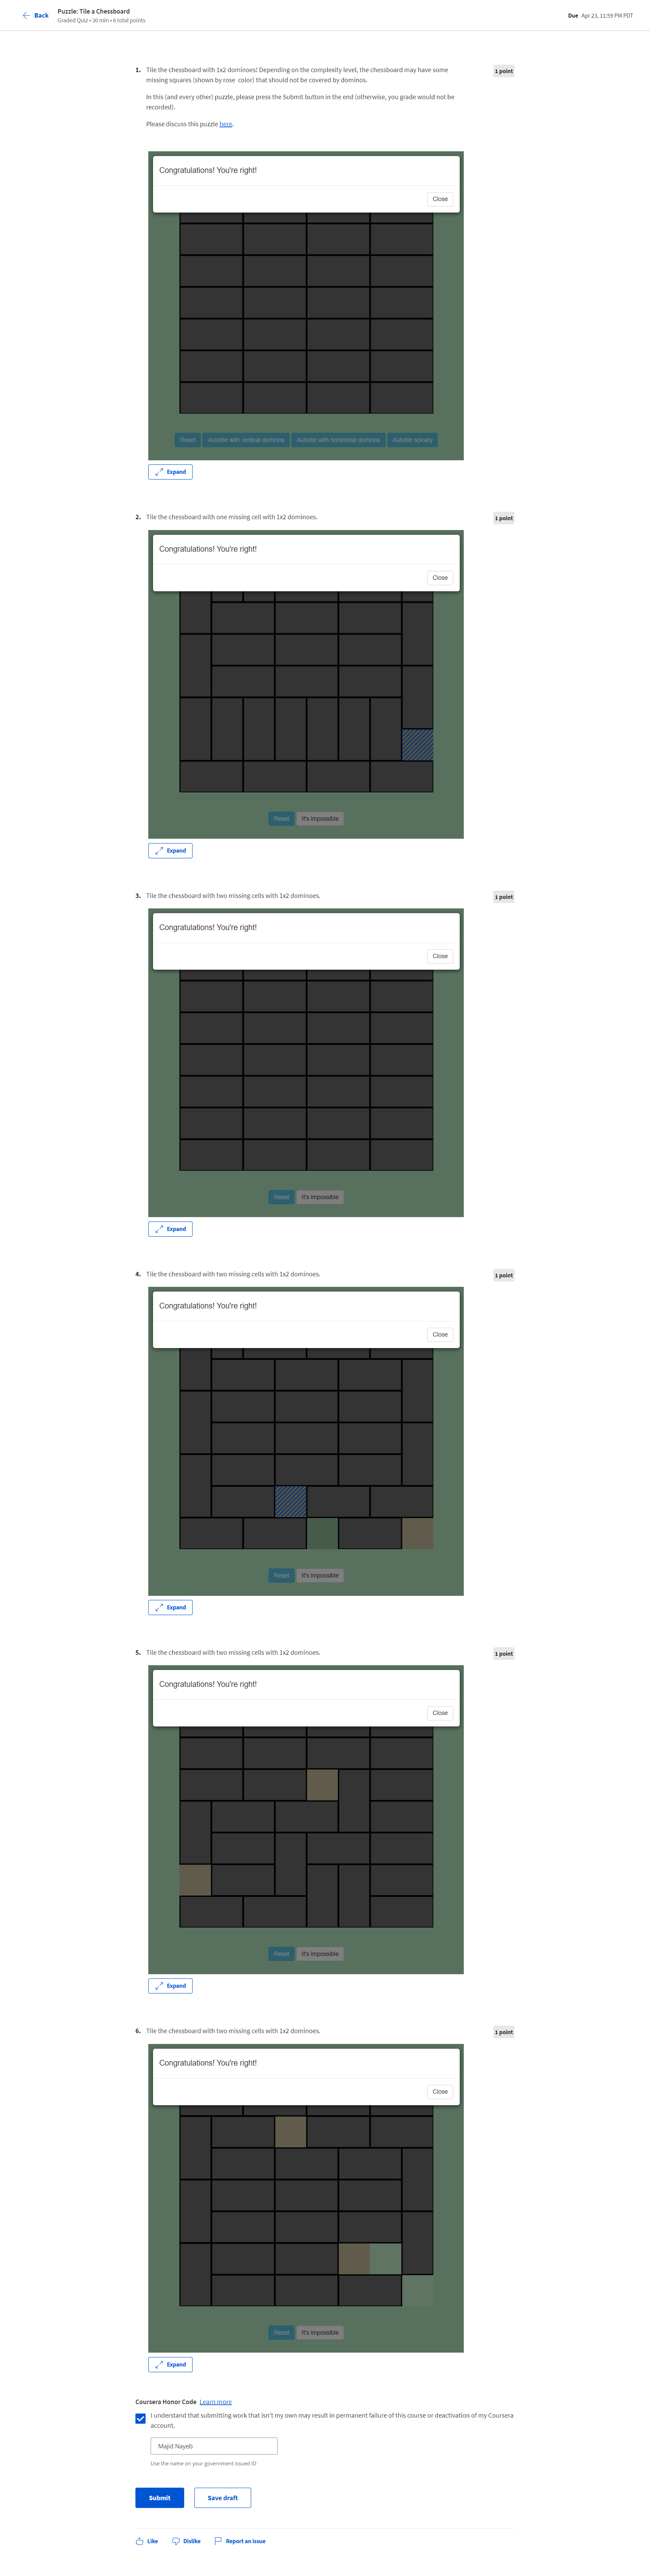 Back
Puzzle: Tile a Chessboard
Graded Quiz • 30 min • 6 total points
Due Apr 23, 11:59 PM PDT
1. Tile the chessboard with 1x2 dominoes! Depending on the complexity level, the chessboard may have some
missing squares (shown by rose color) that should not be covered by dominos.
1 point
In this (and every other) puzzle, please press the Submit button in the end (otherwise, you grade would not be
recorded).
Please discuss this puzzle here.
Congratulations! You're right!
Close
Reset
Autotile with vertical dominos
Autotile with horizontal dominos
Autotile spirally
Expand
2. Tile the chessboard with one missing cell with 1x2 dominoes.
1 point
Congratulations! You're right!
Close
Reset
It's impossible
Expand
3. Tile the chessboard with two missing cells with 1x2 dominoes.
1 point
Congratulations! You're right!
Close
Reset
It's impossible
Expand
4. Tile the chessboard with two missing cells with 1x2 dominoes.
1 point
Congratulations! You're right!
Close
Reset
It's impossible
Expand
5. Tile the chessboard with two missing cells with 1x2 dominoes.
1 point
Congratulations! You're right!
Close
Reset
It's impossible
Expand
6. Tile the chessboard with two missing cells with 1x2 dominoes.
1 point
Congratulations! You're right!
Close
Reset
It's impossible
Expand
Coursera Honor Code Learn more
I understand that submitting work that isn't my own may result in permanent failure of this course or deactivation of my Coursera
account.
Majid Nayeb
Use the name on your government issued ID
Submit
Save draft
Like
Dislike
Report an issue